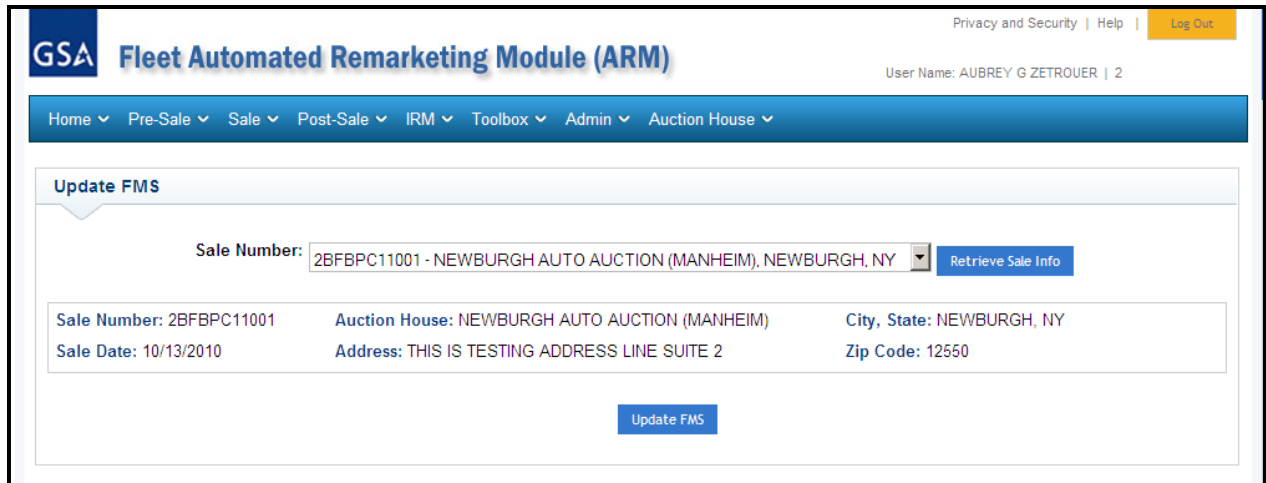 Privacy and Security | Help | Log Out
GSA Fleet Automated Remarketing Module (ARM)
User Name: AUBREY G ZETROUER | 2
Home Pre-Sale Sale Post-Sale IRM Toolbox Admin Auction House
Update FMS
Sale Number: 2BFBPC11001 - NEWBURGH AUTO AUCTION (MANHEIM), NEWBURGH, NY Retrieve Sale Info
Sale Number: 2BFBPC11001 Auction House: NEWBURGH AUTO AUCTION (MANHEIM) City, State: NEWBURGH, NY
Sale Date: 10/13/2010 Address: THIS IS TESTING ADDRESS LINE SUITE 2 Zip Code: 12550
Update FMS